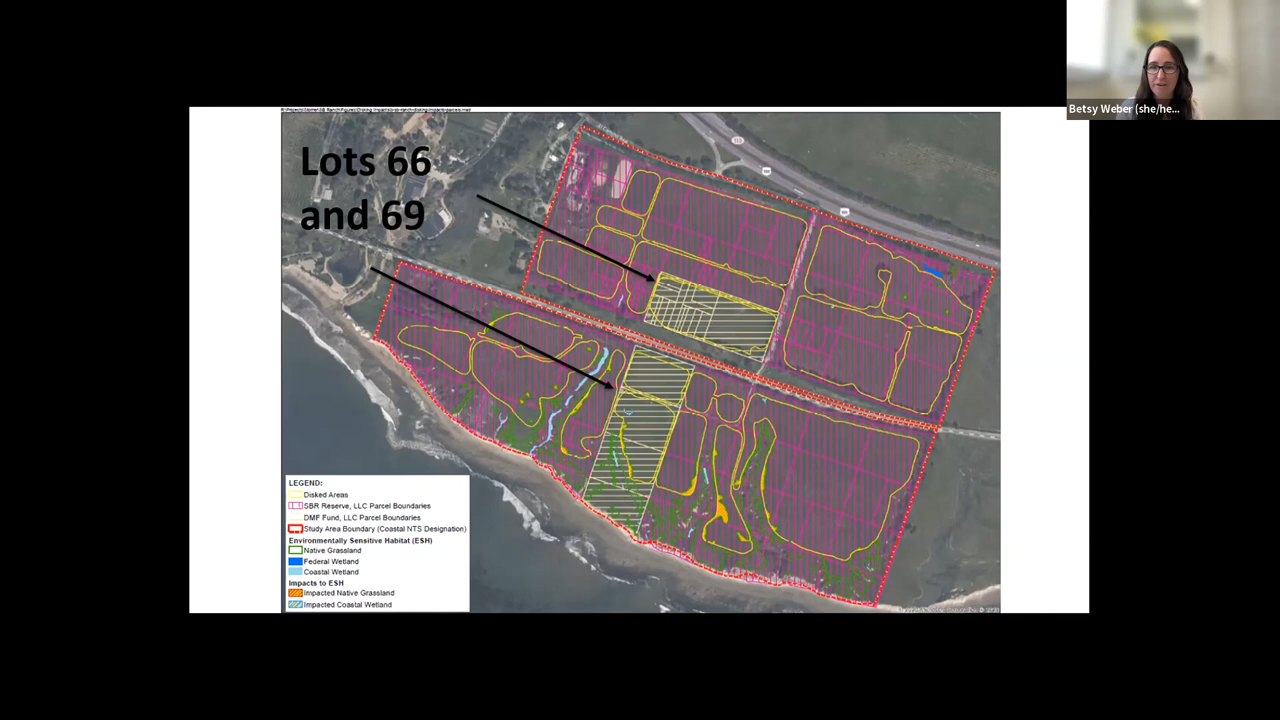 Betsy Weber (she/he...
Lots 66
and 69
LEGEND:
Disked Areas
SBR Reserve, LLC Parcel Boundaries
DMF Fund, LLC Parcel Boundaries
Study Area Boundary (Coastal NTS Designation)
Environmentally Sensitive Habitat (ESH)
Native Grassland
Federal Wetland
Coastal Wetland
Impacts to ESH
Impacted Native Grassland
Impacted Coastal Wetland